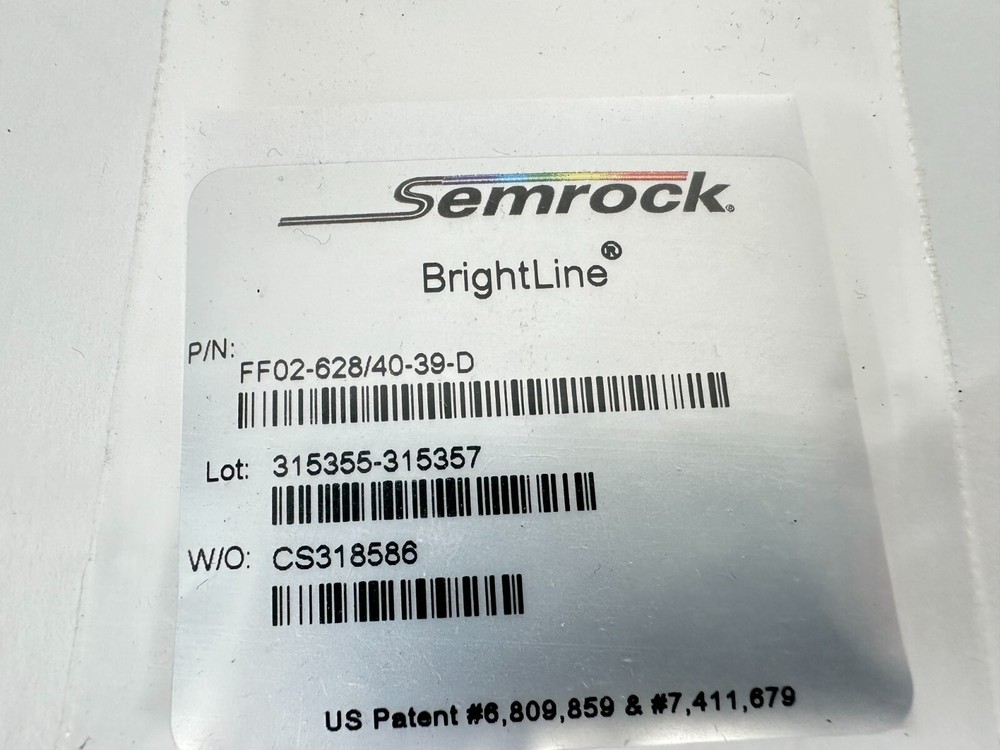 Semrock®
BrightLine®
P/N: FF02-628/40-39-D
Lot: 315355-315357
W/O: CS318586
US Patent #6,809,859 & #7,411,679